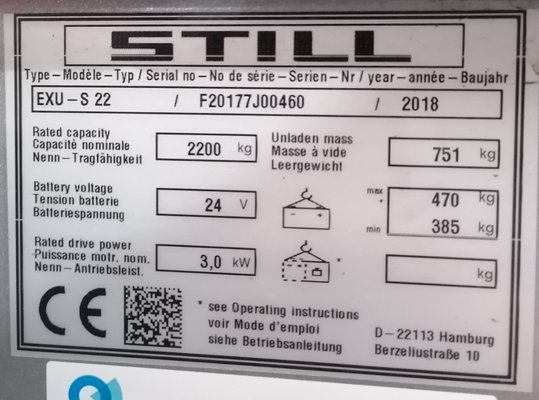 STILL
Type – Modèle – Typ / Serial no – No de série – Serien – Nr / year – année – Baujahr
EXU – S 22 / F20177J00460 / 2018
Rated capacity
Capacité nominale
Nenn – Tragfähigkeit
2200 kg
Unladen mass
Masse à vide
Leergewicht
751 kg
Battery voltage
Tension batterie
Batteriespannung
24 V
max *
470 kg
min
385 kg
Rated drive power
Puissance motr. nom.
Nenn – Antriebsleist.
3,0 kW
*
kg
CE
* see Operating instructions
voir Mode d'emploi
siehe Betriebsanleitung
D – 22113 Hamburg
Berzeliustraße 10